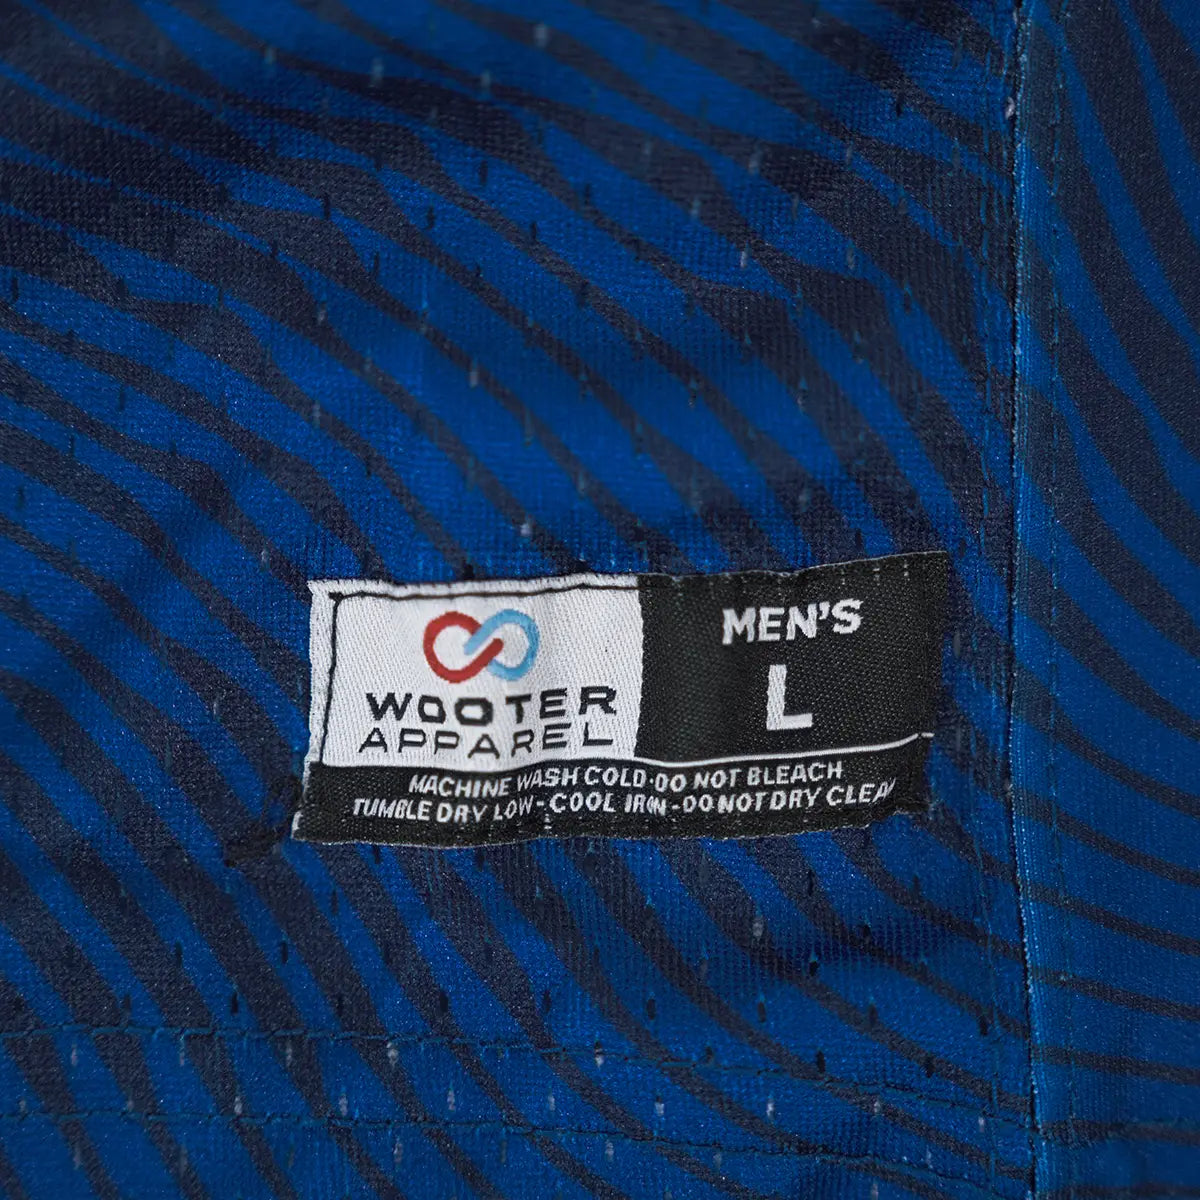 WOOTER
APPAREL
MEN'S
L
MACHINE WASH COLD-DO NOT BLEACH
TUMBLE DRY LOW-COOL IRON-DO NOT DRY CLEAN